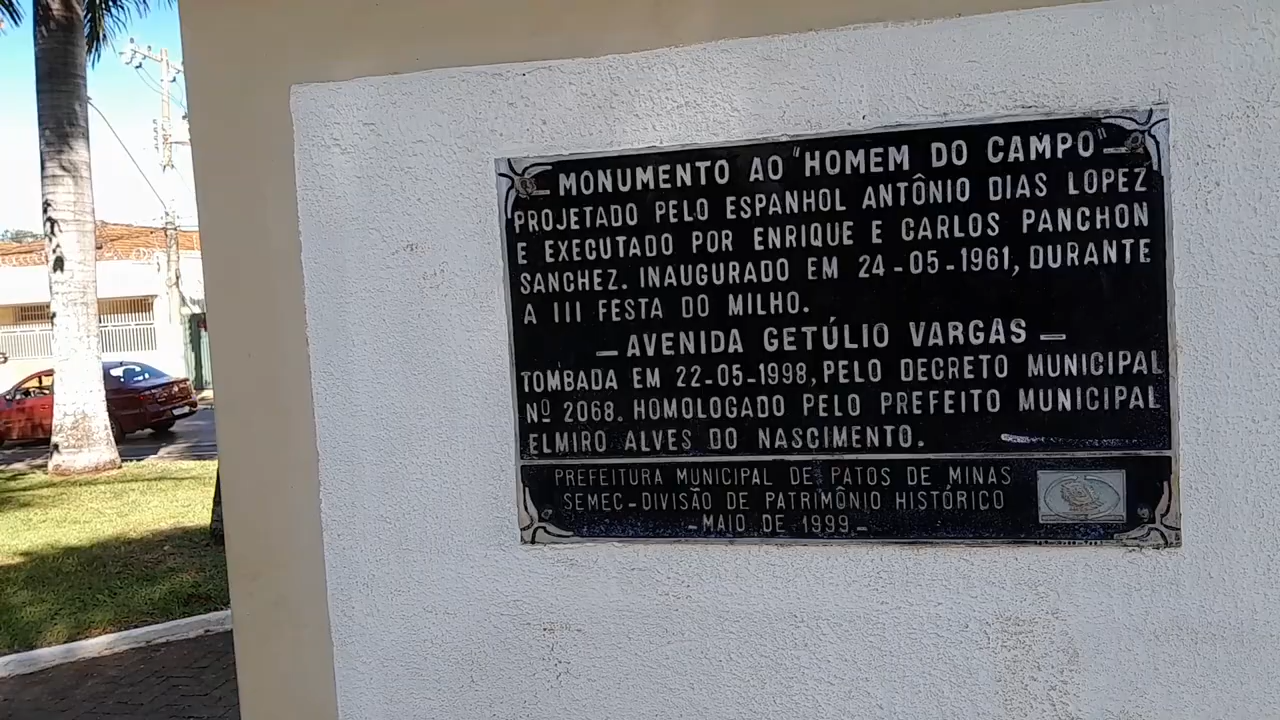 MONUMENTO AO "HOMEM DO CAMPO"
PROJETADO PELO ESPANHOL ANTÔNIO DIAS LOPEZ
E EXECUTADO POR ENRIQUE E CARLOS PANCHON
SANCHEZ. INAUGURADO EM 24-05-1961, DURANTE
A III FESTA DO MILHO.
— AVENIDA GETÚLIO VARGAS —
TOMBADA EM 22-05-1998, PELO DECRETO MUNICIPAL
Nº 2068. HOMOLOGADO PELO PREFEITO MUNICIPAL
ELMIRO ALVES DO NASCIMENTO.
PREFEITURA MUNICIPAL DE PATOS DE MINAS
SEMEC-DIVISÃO DE PATRIMÔNIO HISTÓRICO
-MAIO DE 1999-